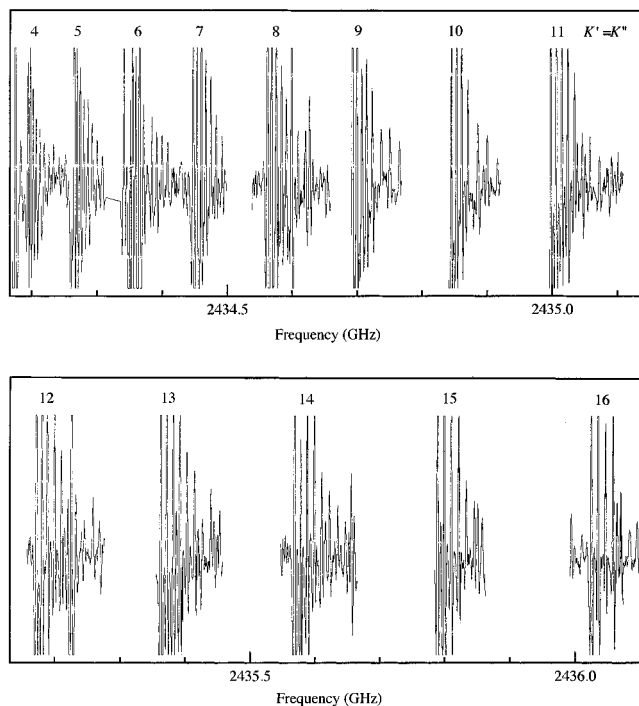 4 5 6 7 8 9 10 11 K' = K"
2434.5 2435.0
Frequency (GHz)
12 13 14 15 16
2435.5 2436.0
Frequency (GHz)